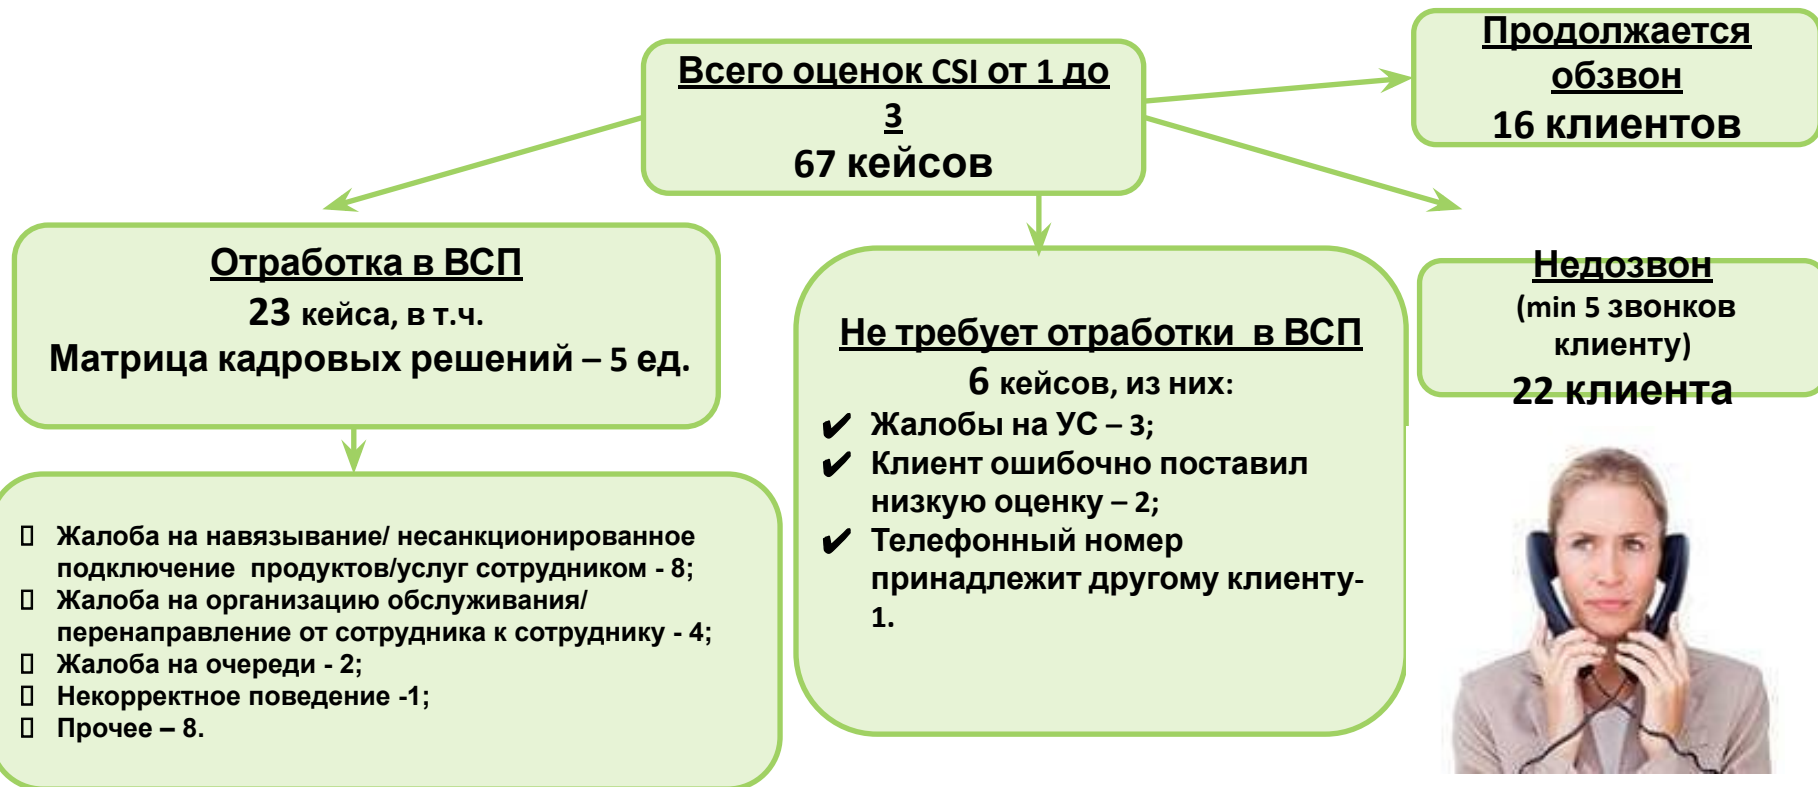 Всего оценок CSI от 1 до
3
67 кейсов
Продолжается
обзвон
16 клиентов
Отработка в ВСП
23 кейса, в т.ч.
Матрица кадровых решений – 5 ед.
Не требует отработки  в ВСП
6 кейсов, из них:
✔ Жалобы на УС – 3;
✔ Клиент ошибочно поставил
низкую оценку – 2;
✔ Телефонный номер
принадлежит другому клиенту-
1.
Недозвон
(min 5 звонков
клиенту)
22 клиента
Жалоба на навязывание/ несанкционированное
подключение  продуктов/услуг сотрудником - 8;
Жалоба на организацию обслуживания/
перенаправление от сотрудника к сотруднику - 4;
Жалоба на очереди - 2;
Некорректное поведение -1;
Прочее – 8.